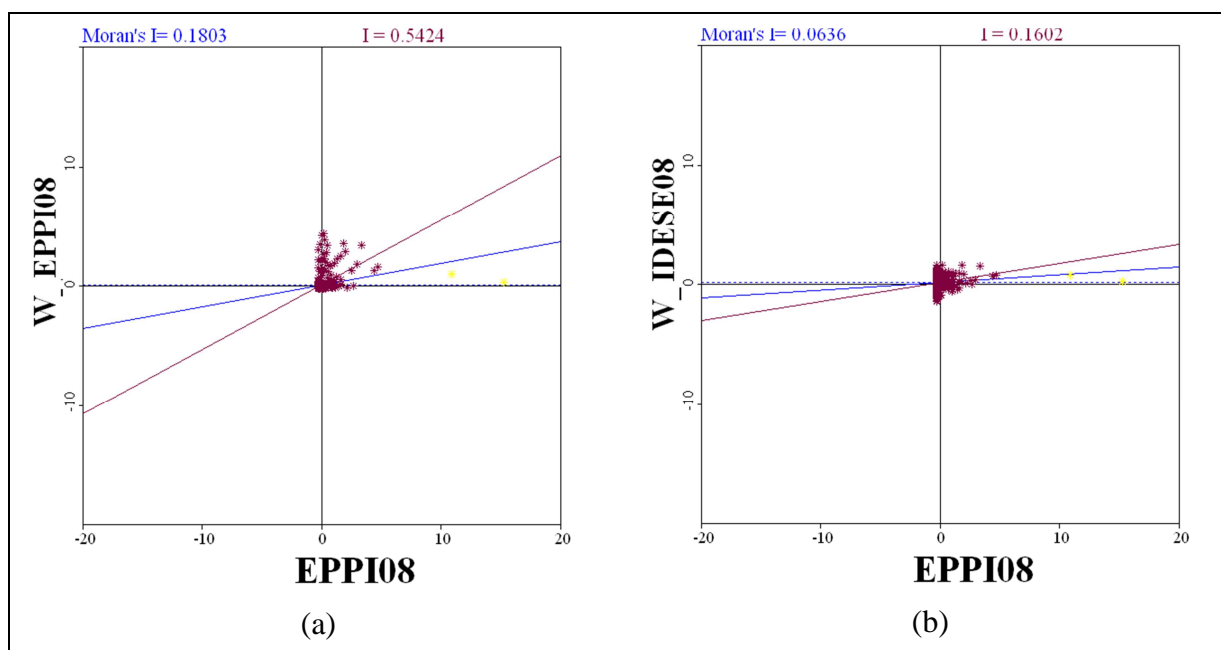 Moran's I= 0.1803 I = 0.5424
W_EPPI08
10
0
-10
-20 -10 0 10 20
EPPI08
(a)
Moran's I= 0.0636 I = 0.1602
W_IDESE08
10
0
-10
-20 -10 0 10 20
EPPI08
(b)